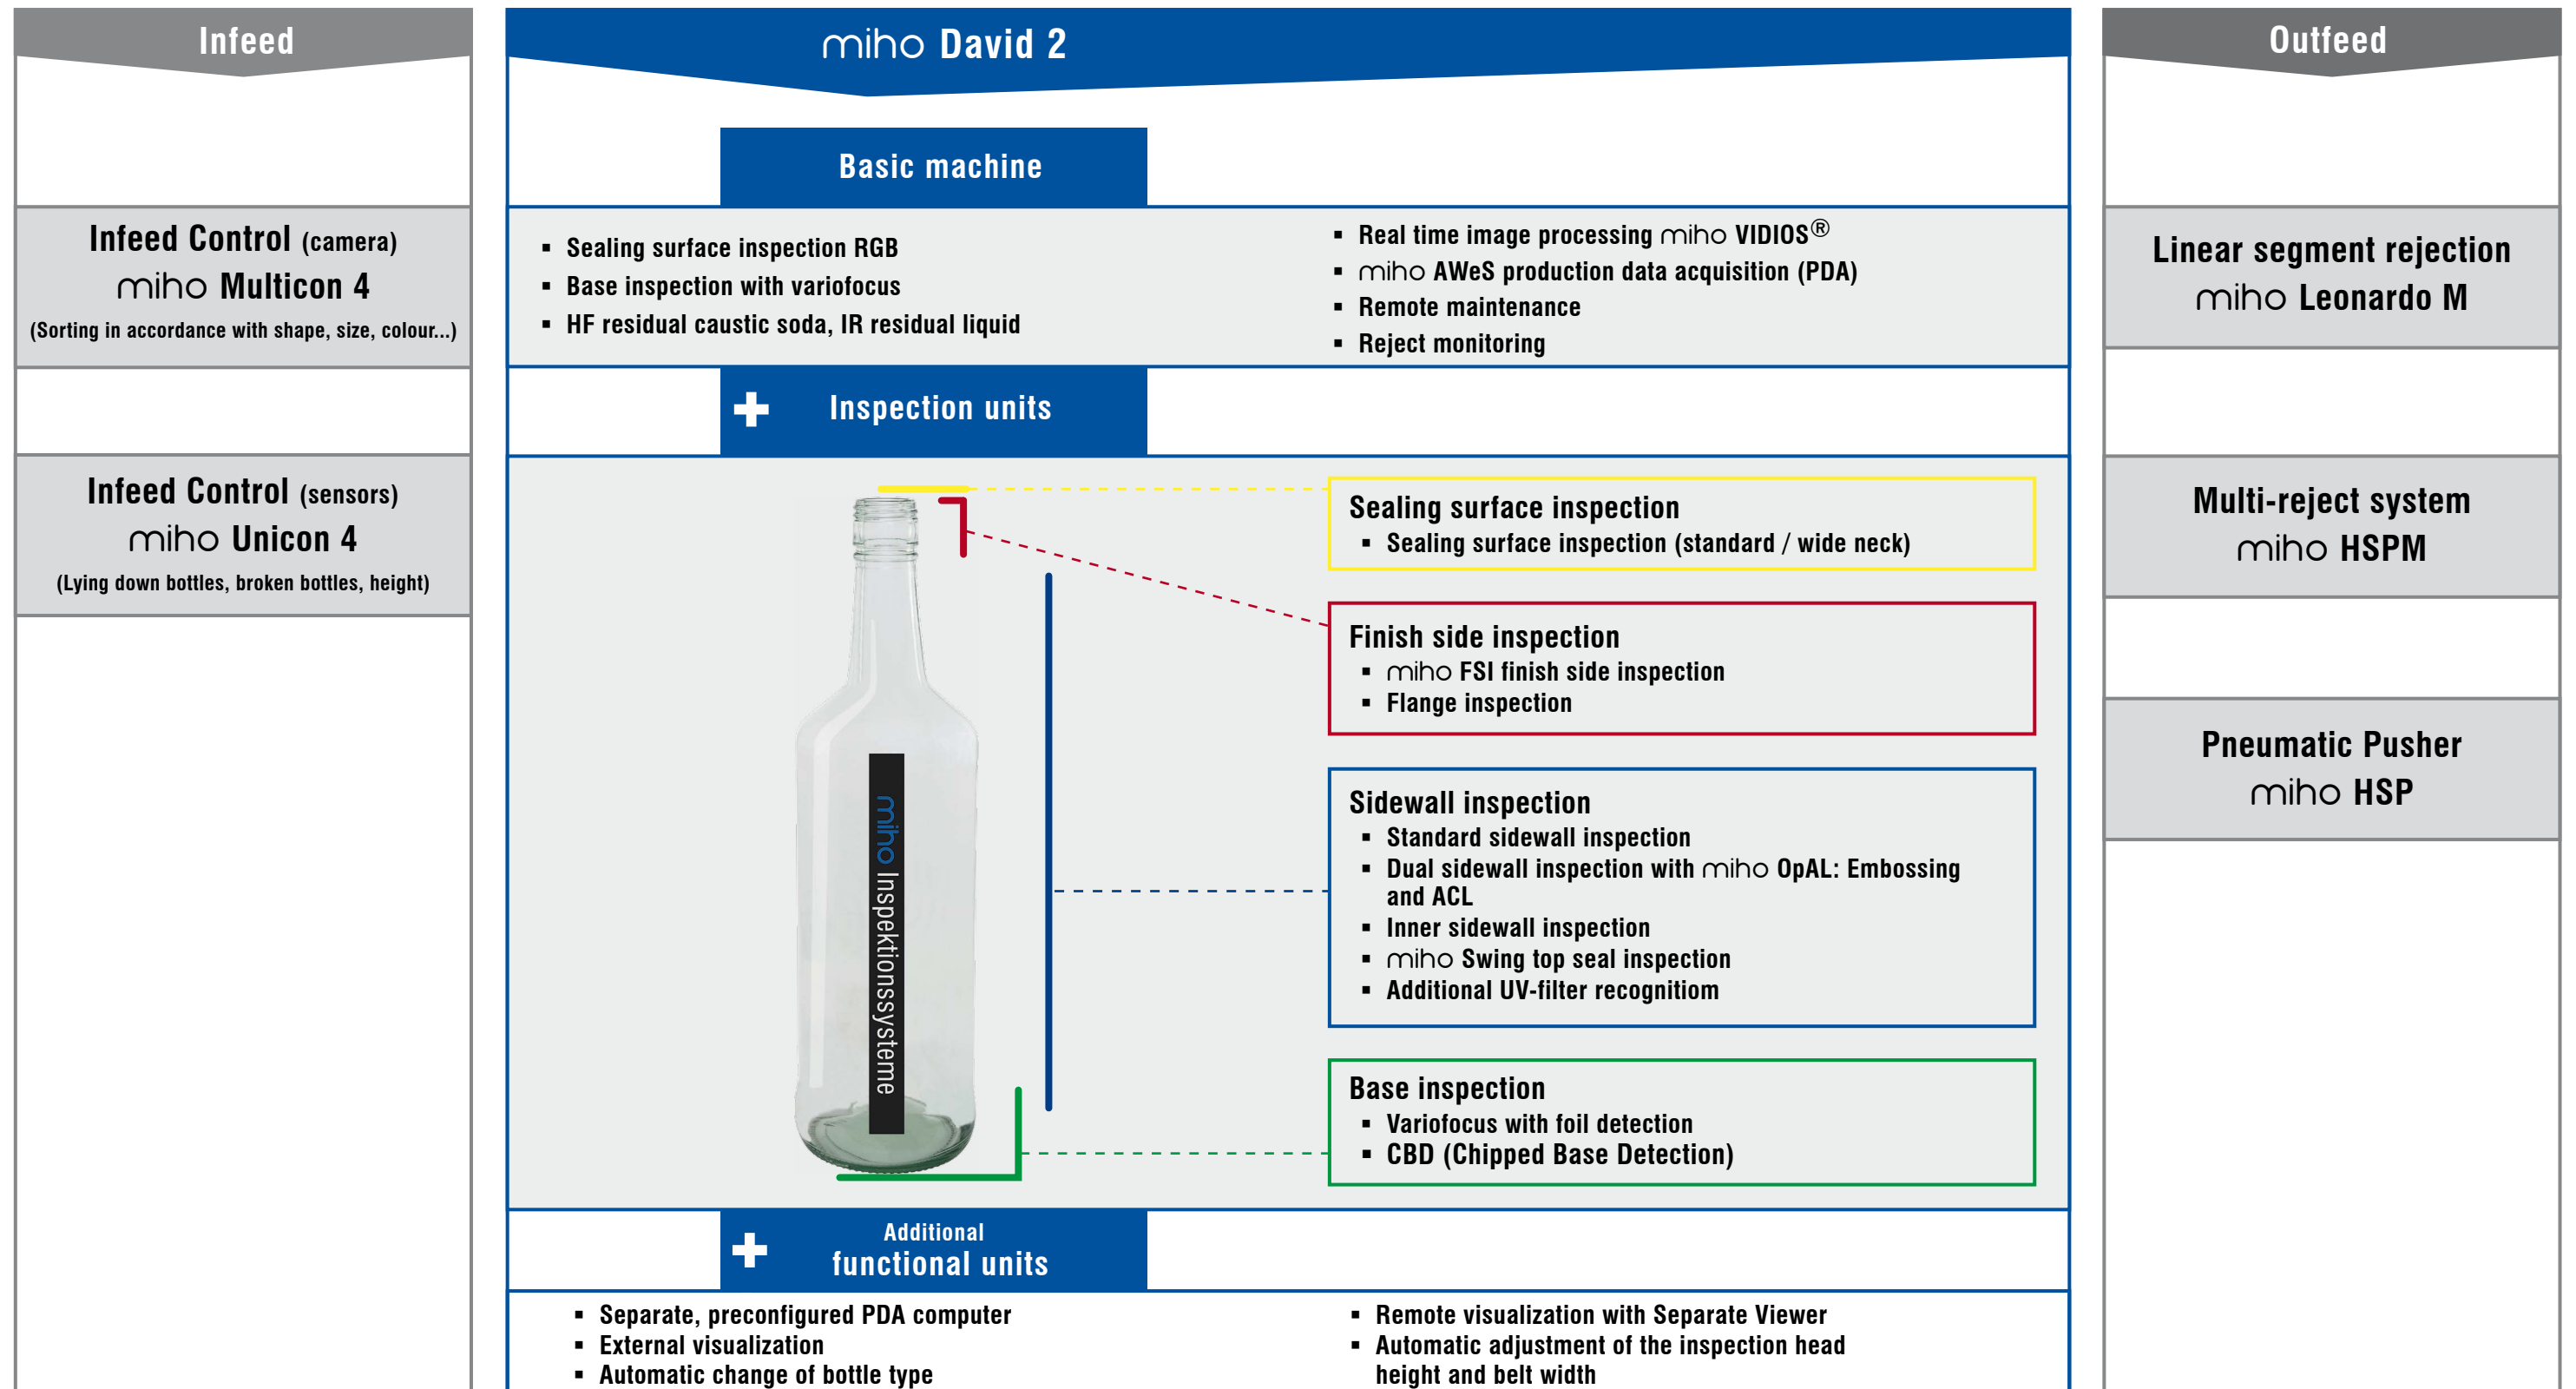 Infeed
Infeed Control (camera)
miho Multicon 4
(Sorting in accordance with shape, size, colour...)
Infeed Control (sensors)
miho Unicon 4
(Lying down bottles, broken bottles, height)
miho David 2
Basic machine
▪ Sealing surface inspection RGB
▪ Base inspection with variofocus
▪ HF residual caustic soda, IR residual liquid
▪ Real time image processing miho VIDIOS®
▪ miho AWeS production data acquisition (PDA)
▪ Remote maintenance
▪ Reject monitoring
+ Inspection units
miho Inspektionssysteme
Sealing surface inspection
▪ Sealing surface inspection (standard / wide neck)
Finish side inspection
▪ miho FSI finish side inspection
▪ Flange inspection
Sidewall inspection
▪ Standard sidewall inspection
▪ Dual sidewall inspection with miho OpAL: Embossing
and ACL
▪ Inner sidewall inspection
▪ miho Swing top seal inspection
▪ Additional UV-filter recognitiom
Base inspection
▪ Variofocus with foil detection
▪ CBD (Chipped Base Detection)
+ Additional
functional units
▪ Separate, preconfigured PDA computer
▪ External visualization
▪ Automatic change of bottle type
▪ Remote visualization with Separate Viewer
▪ Automatic adjustment of the inspection head
height and belt width
Outfeed
Linear segment rejection
miho Leonardo M
Multi-reject system
miho HSPM
Pneumatic Pusher
miho HSP